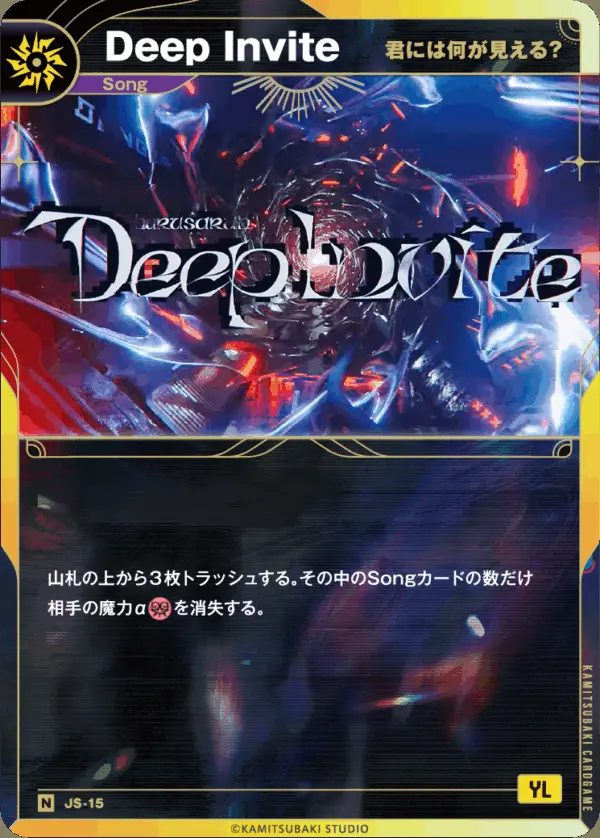 Deep Invite
君には何が見える?
Song
Deep Invite
山札の上から3枚トラッシュする。その中のSongカードの数だけ
相手の魔力αを消失する。
KAMITSUBAKI CARDGAME
YL
N JS-15
©KAMITSUBAKI STUDIO